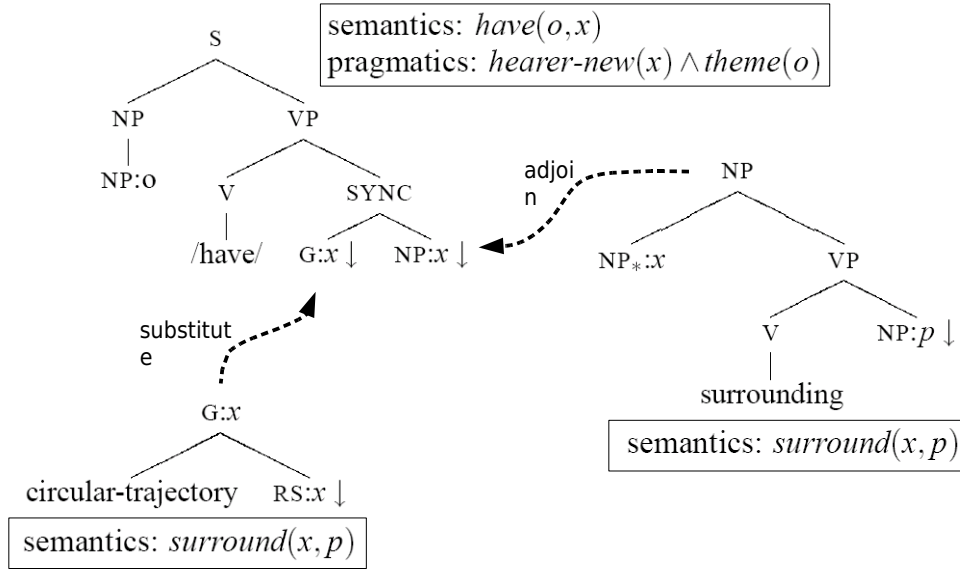 semantics: have(o,x)
pragmatics: hearer-new(x) ∧ theme(o)
S
NP
VP
NP:o
V
SYNC
/have/
G:x ↓
NP:x ↓
adjoi
n
NP
NP*:x
VP
V
NP:p ↓
surrounding
semantics: surround(x, p)
substitut
e
G:x
circular-trajectory
RS:x ↓
semantics: surround(x, p)